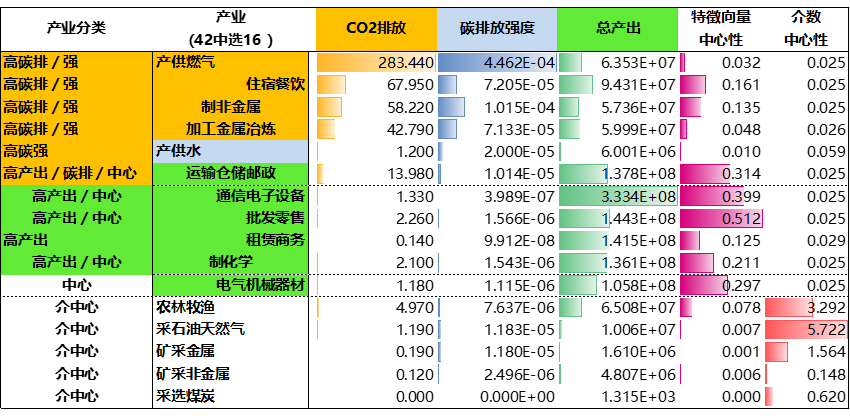 产业分类 产业 (42中选16 ) CO2排放 碳排放强度 总产出 特徵向量 中心性 介数 中心性
高碳排 / 强 产供燃气 283.440 4.462E-04 6.353E+07 0.032 0.025
高碳排 / 强 住宿餐饮 67.950 7.205E-05 9.431E+07 0.161 0.025
高碳排 / 强 制非金属 58.220 1.015E-04 5.736E+07 0.135 0.025
高碳排 / 强 加工金属冶炼 42.790 7.133E-05 5.999E+07 0.048 0.026
高碳强 产供水 1.200 2.000E-05 6.001E+06 0.010 0.059
高产出 / 碳排 / 中心 运输仓储邮政 13.980 1.014E-05 1.378E+08 0.314 0.025
高产出 / 中心 通信电子设备 1.330 3.989E-07 3.334E+08 0.399 0.025
高产出 / 中心 批发零售 2.260 1.566E-06 1.443E+08 0.512 0.025
高产出 租赁商务 0.140 9.912E-08 1.415E+08 0.125 0.029
高产出 / 中心 制化学 2.100 1.543E-06 1.361E+08 0.211 0.025
中心 电气机械器材 1.180 1.115E-06 1.058E+08 0.297 0.025
介中心 农林牧渔 4.970 7.637E-06 6.508E+07 0.078 3.292
介中心 采石油天然气 1.190 1.183E-05 1.006E+07 0.007 5.722
介中心 矿采金属 0.190 1.180E-05 1.610E+06 0.001 1.564
介中心 矿采非金属 0.120 2.496E-06 4.807E+06 0.006 0.148
介中心 采选煤炭 0.000 0.000E+00 1.315E+03 0.000 0.620